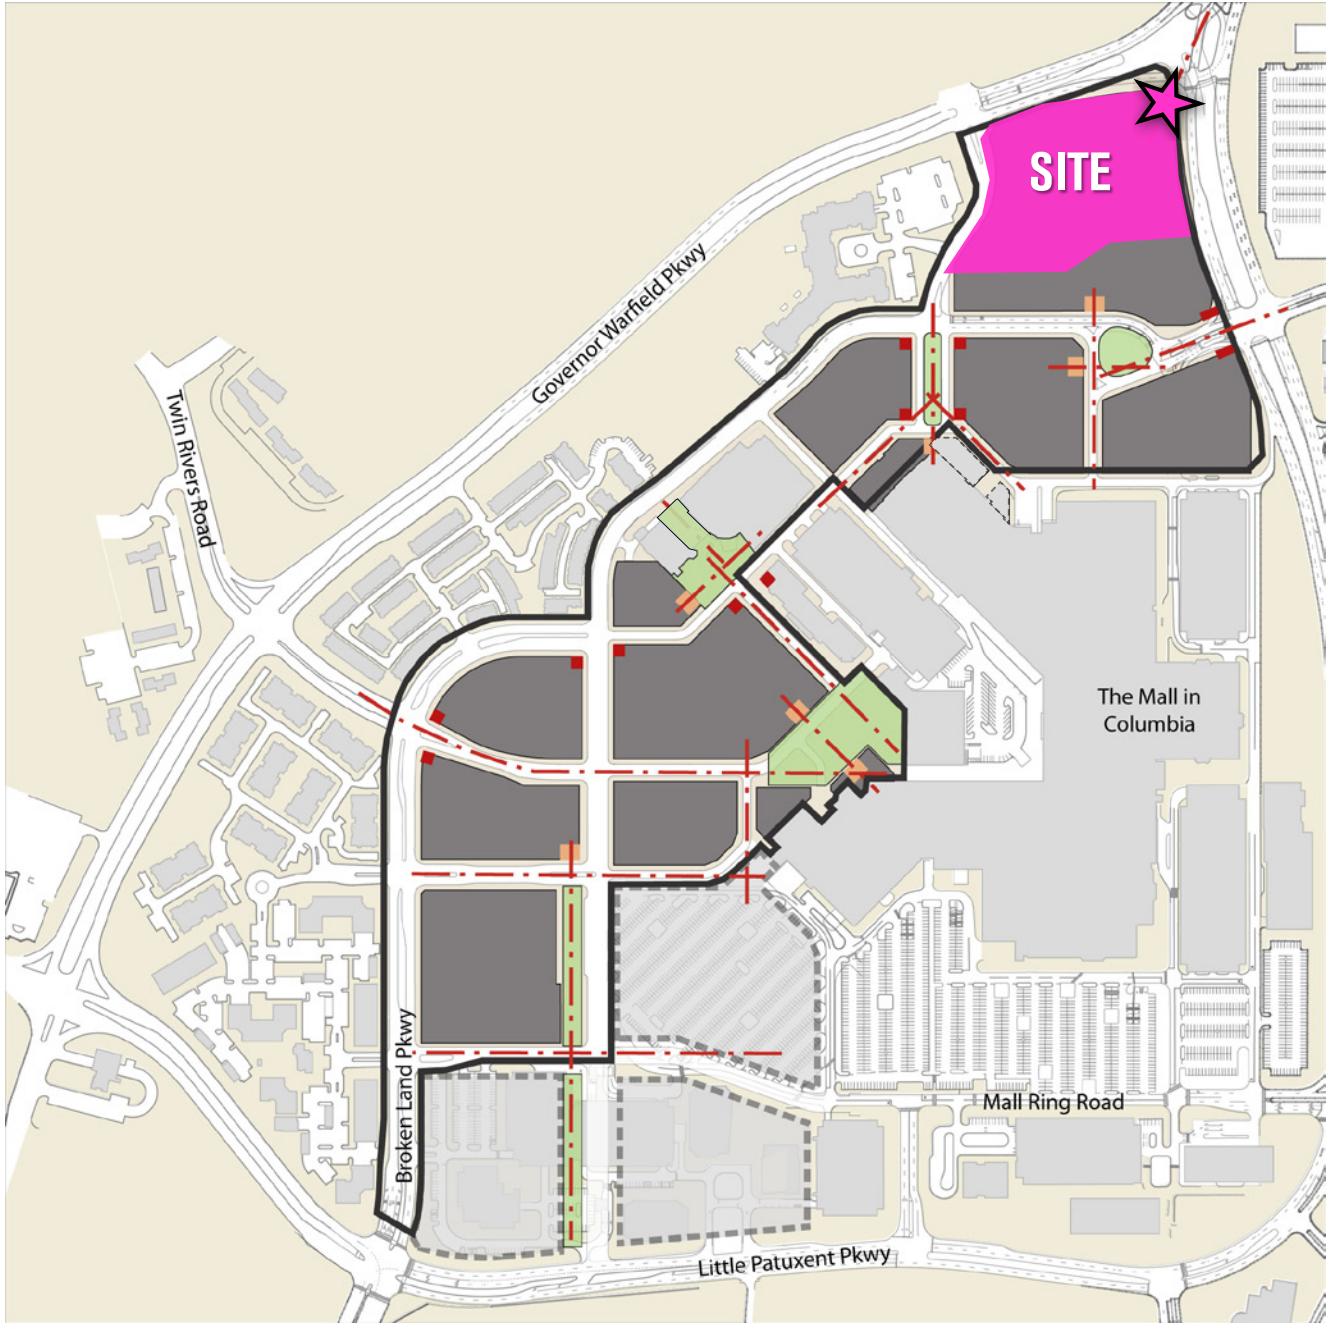 SITE
Governor Warfield Pkwy
Twin Rivers Road
The Mall in
Columbia
Broken Land Pkwy
Mall Ring Road
Little Patuxent Pkwy